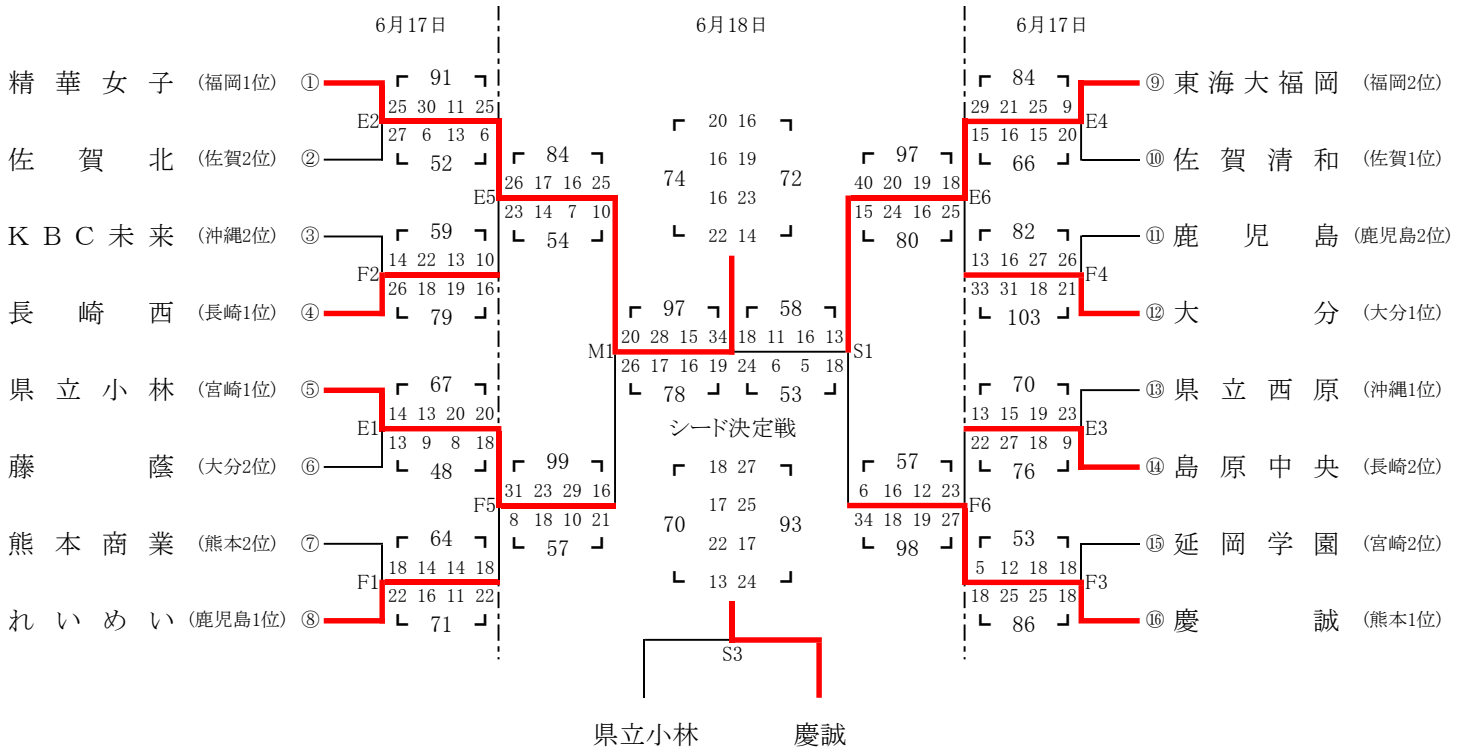 6月17日 6月18日 6月17日
精華女子 (福岡1位) ① 91 84 ⑨ 東海大福岡 (福岡2位)
25 30 11 25 20 16 29 21 25 9
E2 E4
27 6 13 6 15 16 15 20
佐賀北 (佐賀2位) ② 52 84 16 19 97 66 ⑩ 佐賀清和 (佐賀1位)
74 72
26 17 16 25 40 20 19 18
E5 16 23 E6
23 14 7 10 15 24 16 25
KBC未来 (沖縄2位) ③ 59 54 22 14 80 82 ⑪ 鹿児島 (鹿児島2位)
14 22 13 10 13 16 27 26
F2 F4
26 18 19 16 33 31 18 21
長崎西 (長崎1位) ④ 79 97 58 103 ⑫ 大分 (大分1位)
20 28 15 34 18 11 16 13
M1 S1
26 17 16 19 24 6 5 18
県立小林 (宮崎1位) ⑤ 67 78 53 70 ⑬ 県立西原 (沖縄1位)
14 13 20 20 13 15 19 23
E1 シード決定戦 E3
13 9 8 18 22 27 18 9
藤蔭 (大分2位) ⑥ 48 99 18 27 57 76 ⑭ 島原中央 (長崎2位)
31 23 29 16 6 16 12 23
F5 17 25 F6
8 18 10 21 34 18 19 27
70 93
熊本商業 (熊本2位) ⑦ 64 57 22 17 98 53 ⑮ 延岡学園 (宮崎2位)
18 14 14 18 5 12 18 18
F1 13 24 F3
22 16 11 22 18 25 25 18
れいめい (鹿児島1位) ⑧ 71 86 ⑯ 慶誠 (熊本1位)
S3
県立小林 慶誠